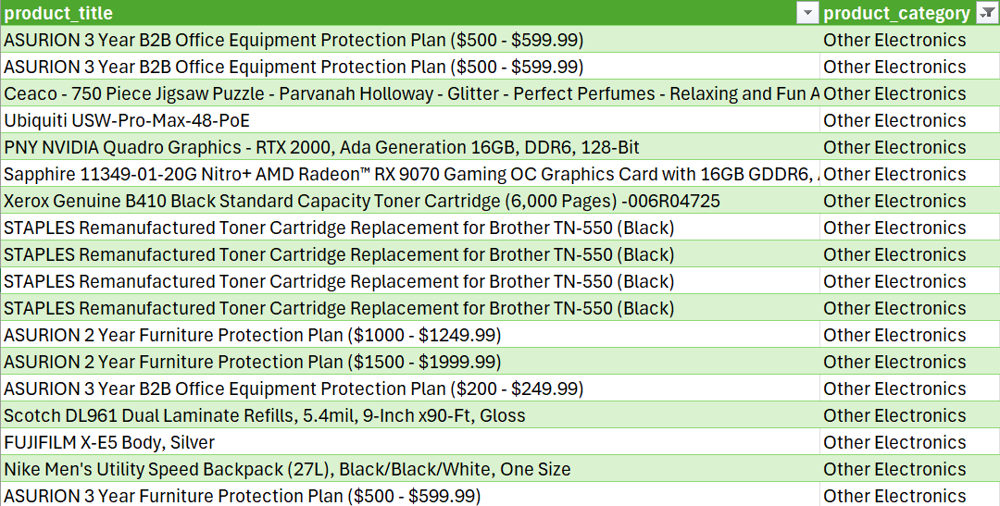 product_title product_category
ASURION 3 Year B2B Office Equipment Protection Plan ($500 - $599.99) Other Electronics
ASURION 3 Year B2B Office Equipment Protection Plan ($500 - $599.99) Other Electronics
Ceaco - 750 Piece Jigsaw Puzzle - Parvanah Holloway - Glitter - Perfect Perfumes - Relaxing and Fun A Other Electronics
Ubiquiti USW-Pro-Max-48-PoE Other Electronics
PNY NVIDIA Quadro Graphics - RTX 2000, Ada Generation 16GB, DDR6, 128-Bit Other Electronics
Sapphire 11349-01-20G Nitro+ AMD Radeon™ RX 9070 Gaming OC Graphics Card with 16GB GDDR6, Other Electronics
Xerox Genuine B410 Black Standard Capacity Toner Cartridge (6,000 Pages) -006R04725 Other Electronics
STAPLES Remanufactured Toner Cartridge Replacement for Brother TN-550 (Black) Other Electronics
STAPLES Remanufactured Toner Cartridge Replacement for Brother TN-550 (Black) Other Electronics
STAPLES Remanufactured Toner Cartridge Replacement for Brother TN-550 (Black) Other Electronics
STAPLES Remanufactured Toner Cartridge Replacement for Brother TN-550 (Black) Other Electronics
ASURION 2 Year Furniture Protection Plan ($1000 - $1249.99) Other Electronics
ASURION 2 Year Furniture Protection Plan ($1500 - $1999.99) Other Electronics
ASURION 3 Year B2B Office Equipment Protection Plan ($200 - $249.99) Other Electronics
Scotch DL961 Dual Laminate Refills, 5.4mil, 9-Inch x90-Ft, Gloss Other Electronics
FUJIFILM X-E5 Body, Silver Other Electronics
Nike Men's Utility Speed Backpack (27L), Black/Black/White, One Size Other Electronics
ASURION 3 Year Furniture Protection Plan ($500 - $599.99) Other Electronics